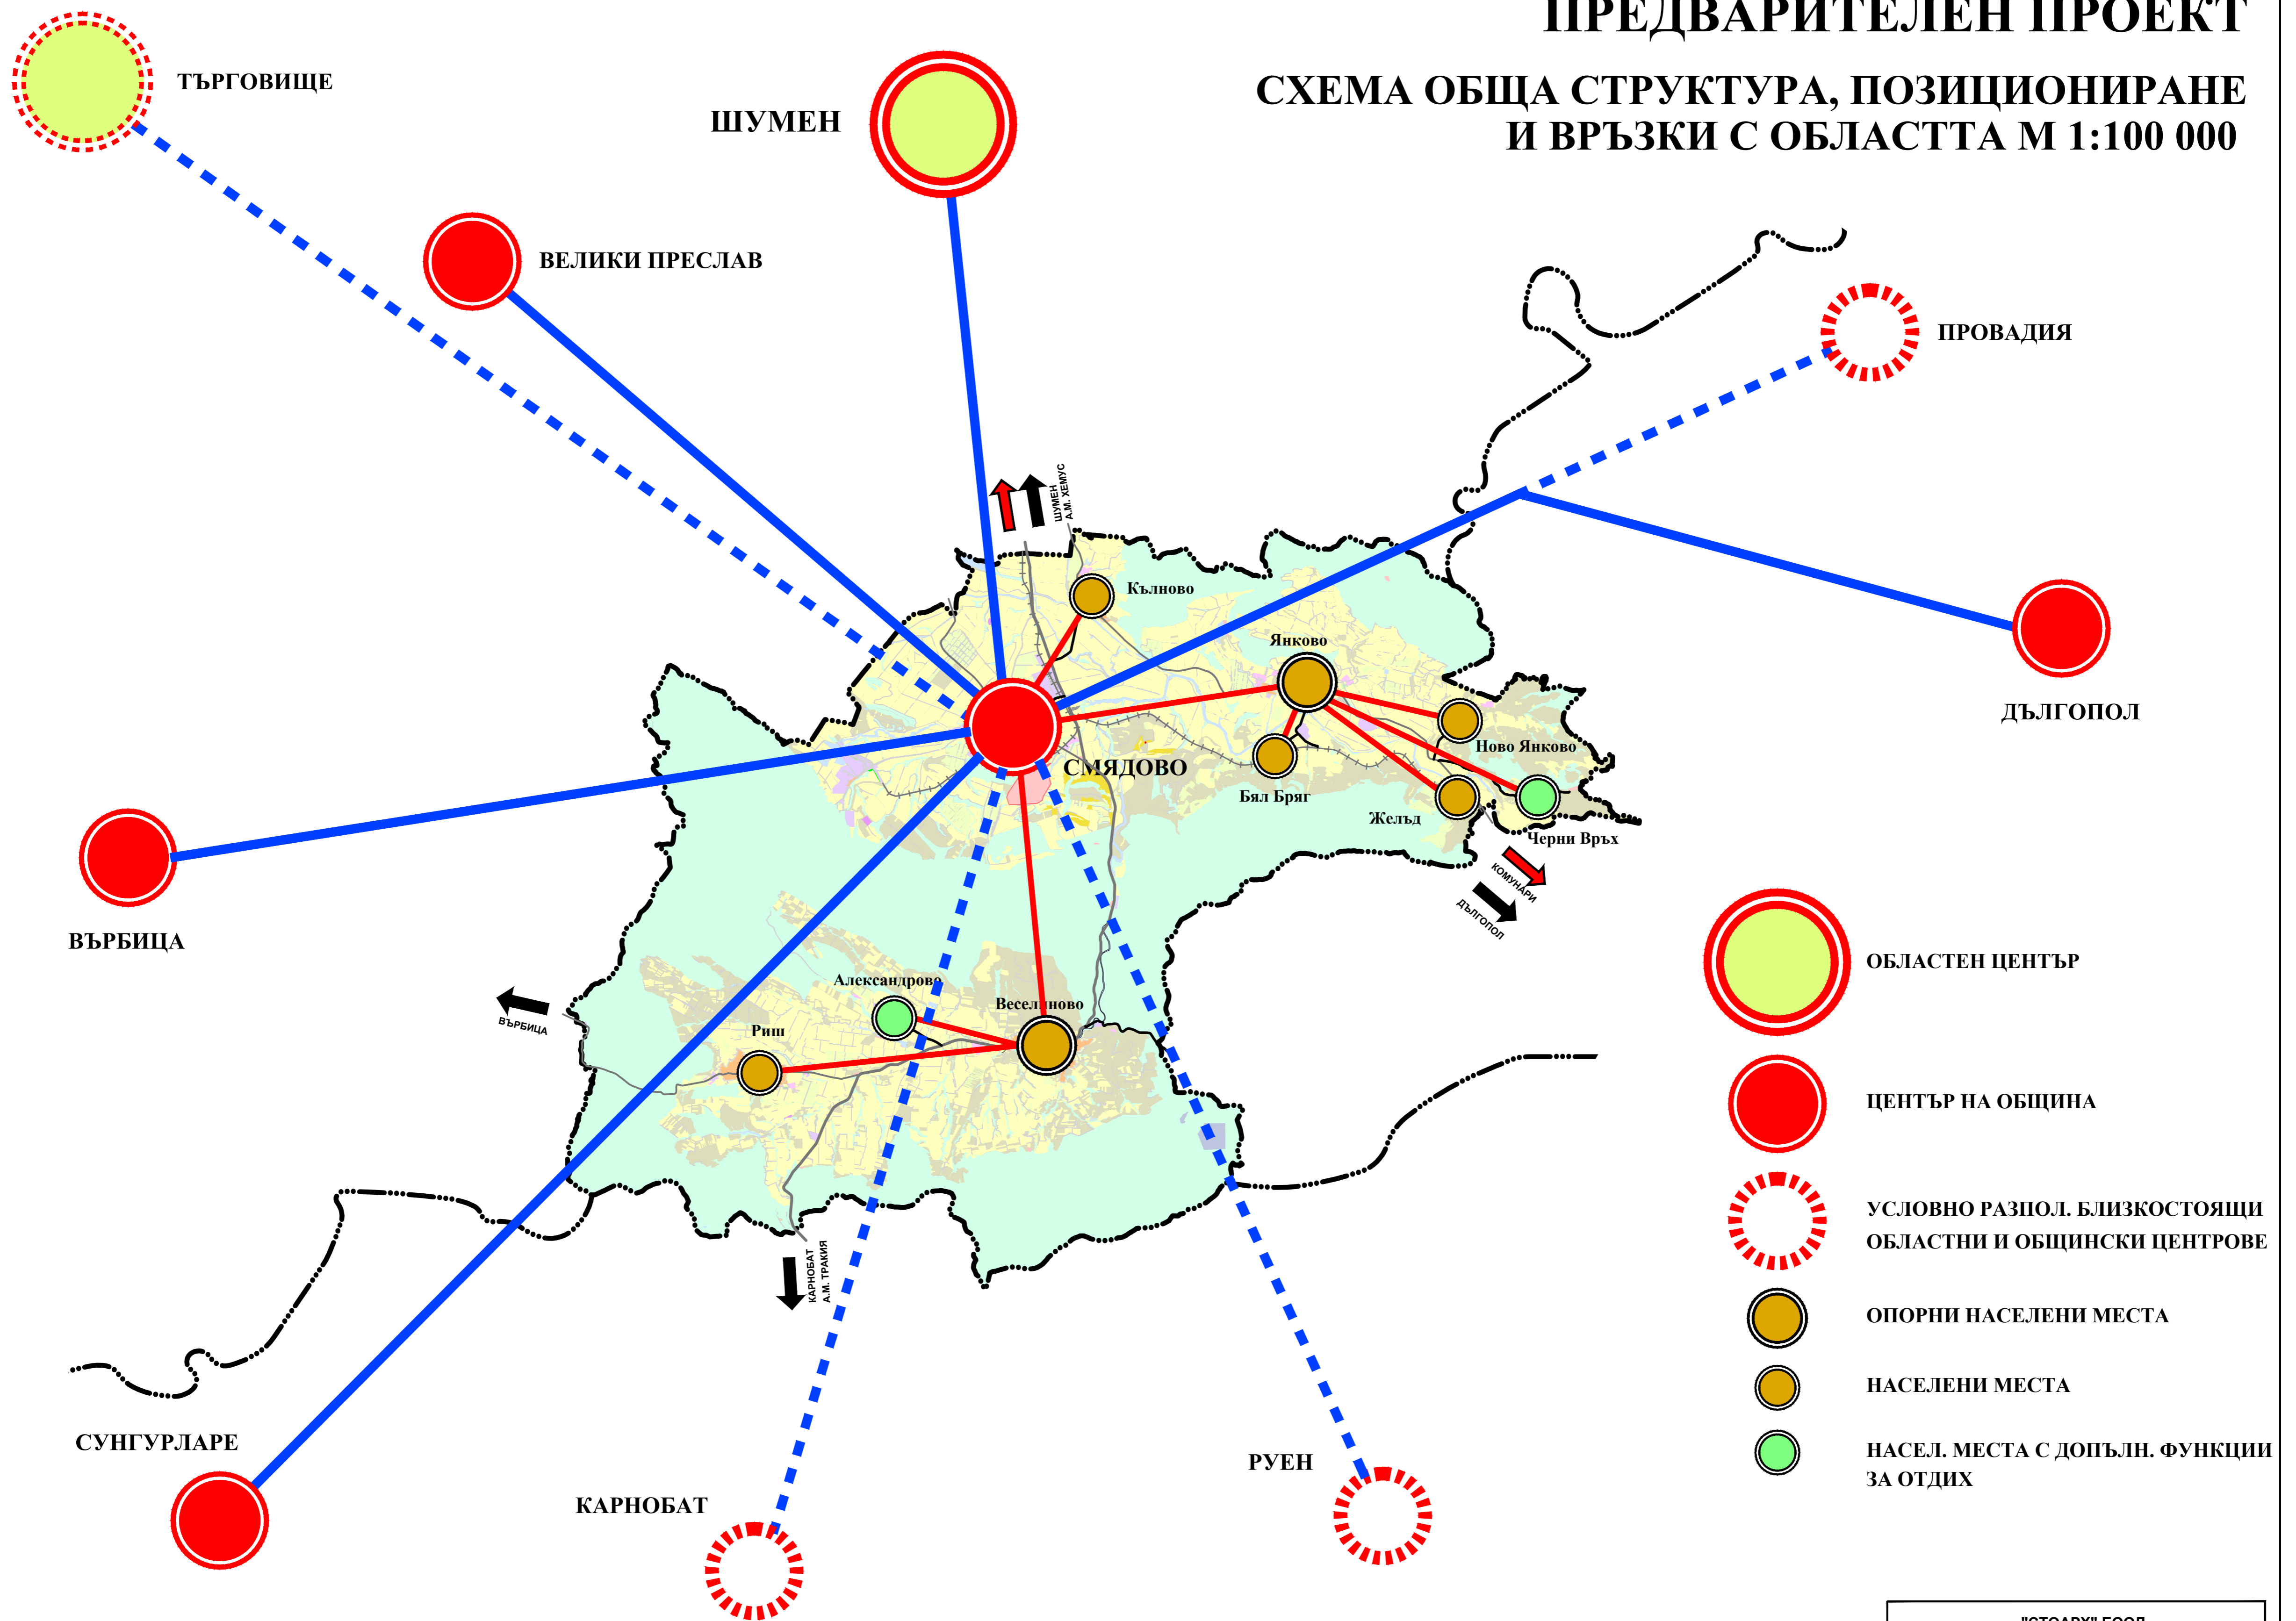 ПРЕДВАРИТЕЛЕН ПРОЕКТ
СХЕМА ОБЩА СТРУКТУРА, ПОЗИЦИОНИРАНЕ
И ВРЪЗКИ С ОБЛАСТТА М 1:100 000
ТЪРГОВИЩЕ
ШУМЕН
ВЕЛИКИ ПРЕСЛАВ
ПРОВАДИЯ
ШУМЕН
А.М. ХЕМУС
Кълново
Янково
ДЪЛГОПОЛ
Ново Янково
СМЯДОВО
Бял Бряг
Желъд
Черни Връх
КОМУНАРИ
ДЪЛГОПОЛ
ВЪРБИЦА
Александрово
Веселиново
Риш
ВЪРБИЦА
КАРНОБАТ
А.М. ТРАКИЯ
СУНГУРЛАРЕ
КАРНОБАТ
РУЕН
ОБЛАСТЕН ЦЕНТЪР
ЦЕНТЪР НА ОБЩИНА
УСЛОВНО РАЗПОЛ. БЛИЗКОСТОЯЩИ
ОБЛАСТНИ И ОБЩИНСКИ ЦЕНТРОВЕ
ОПОРНИ НАСЕЛЕНИ МЕСТА
НАСЕЛЕНИ МЕСТА
НАСЕЛ. МЕСТА С ДОПЪЛН. ФУНКЦИИ
ЗА ОТДИХ